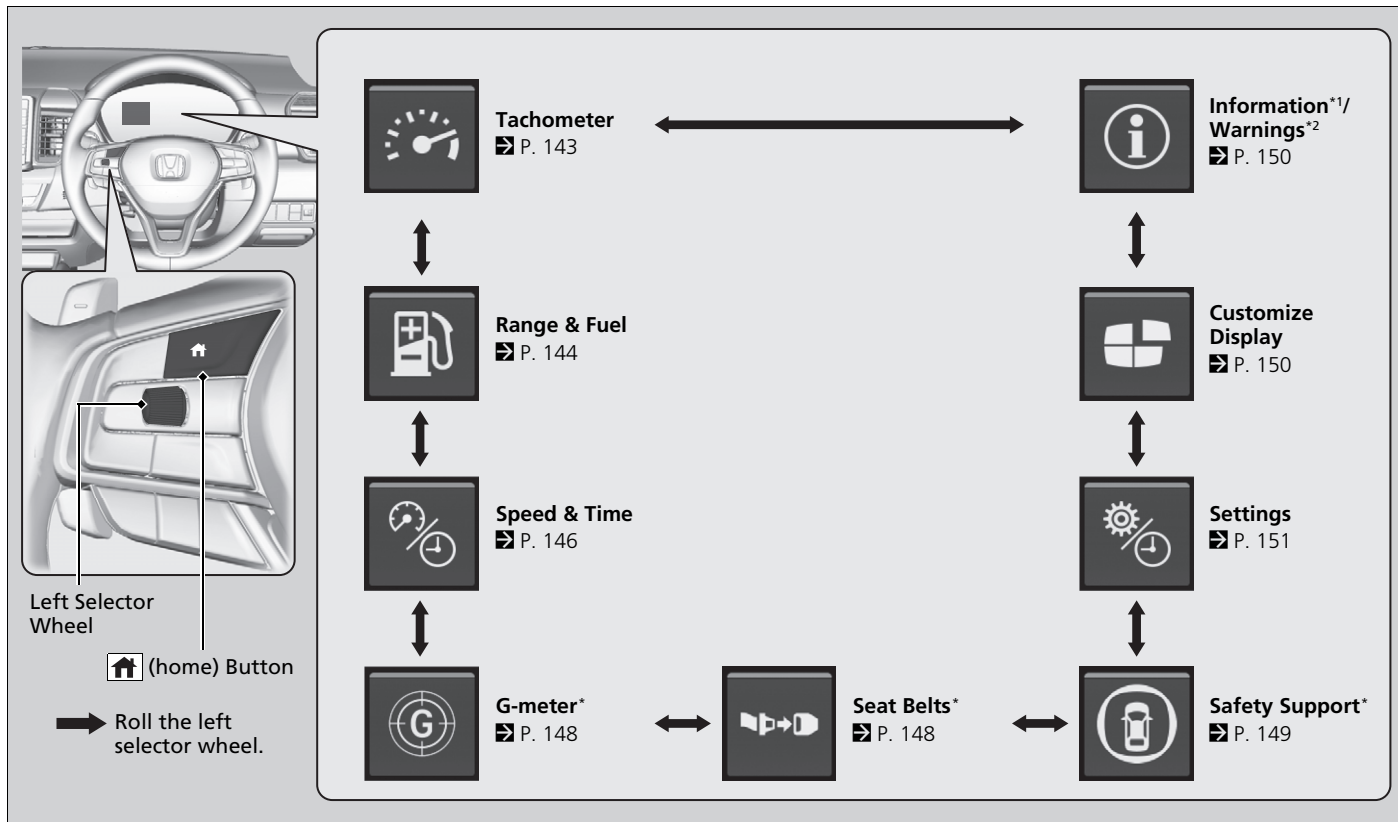 Tachometer
P. 143
Information*1/
Warnings*2
P. 150
Range & Fuel
P. 144
Customize
Display
P. 150
Speed & Time
P. 146
Settings
P. 151
Left Selector
Wheel
(home) Button
Roll the left
selector wheel.
G-meter*
P. 148
G
Seat Belts*
P. 148
Safety Support*
P. 149